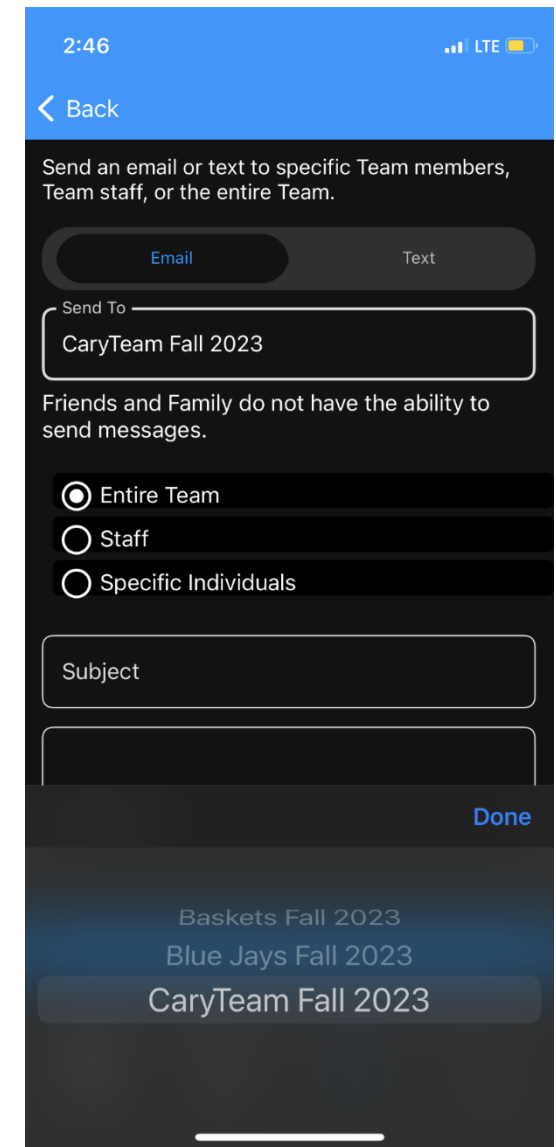 2:46 LTE
Back
Send an email or text to specific Team members,
Team staff, or the entire Team.
Email Text
Send To
CaryTeam Fall 2023
Friends and Family do not have the ability to
send messages.
Entire Team
Staff
Specific Individuals
Subject
Done
Baskets Fall 2023
Blue Jays Fall 2023
CaryTeam Fall 2023